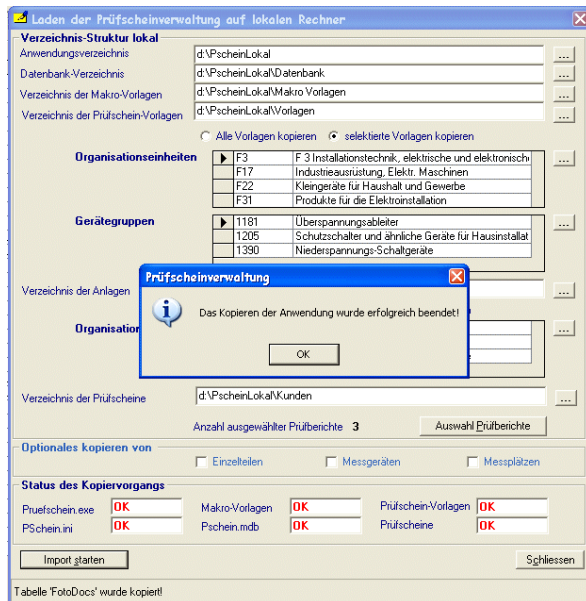 Laden der Prüfscheinverwaltung auf lokalen Rechner
Verzeichnis-Struktur lokal
Anwendungsverzeichnis d:\PscheinLokal ...
Datenbank-Verzeichnis d:\PscheinLokal\Datenbank ...
Verzeichnis der Makro-Vorlagen d:\PscheinLokal\Makro Vorlagen ...
Verzeichnis der Prüfschein-Vorlagen d:\PscheinLokal\Vorlagen ...
Alle Vorlagen kopieren selektierte Vorlagen kopieren
Organisationseinheiten F3 F 3 Installationstechnik, elektrische und elektronisch ...
F17 Industrieausrüstung, Elektr. Maschinen
F22 Kleingeräte für Haushalt und Gewerbe
F31 Produkte für die Elektroinstallation
Gerätegruppen 1181 Überspannungsableiter ...
1205 Schutzschalter und ähnliche Geräte für Hausinstallat
1390 Niederspannungs-Schaltgeräte
Prüfscheinverwaltung
Verzeichnis der Anlagen ...
Das Kopieren der Anwendung wurde erfolgreich beendet!
Organisation ...
OK
Verzeichnis der Prüfscheine d:\PscheinLokal\Kunden ...
Anzahl ausgewählter Prüfberichte 3 Auswahl Prüfberichte
Optionales kopieren von
Einzelteilen Messgeräten Messplätzen
Status des Kopiervorgangs
Pruefschein.exe OK Makro-Vorlagen OK Prüfschein-Vorlagen OK
PSchein.ini OK Pschein.mdb OK Prüfscheine OK
Import starten Schliessen
Tabelle 'FotoDocs' wurde kopiert!